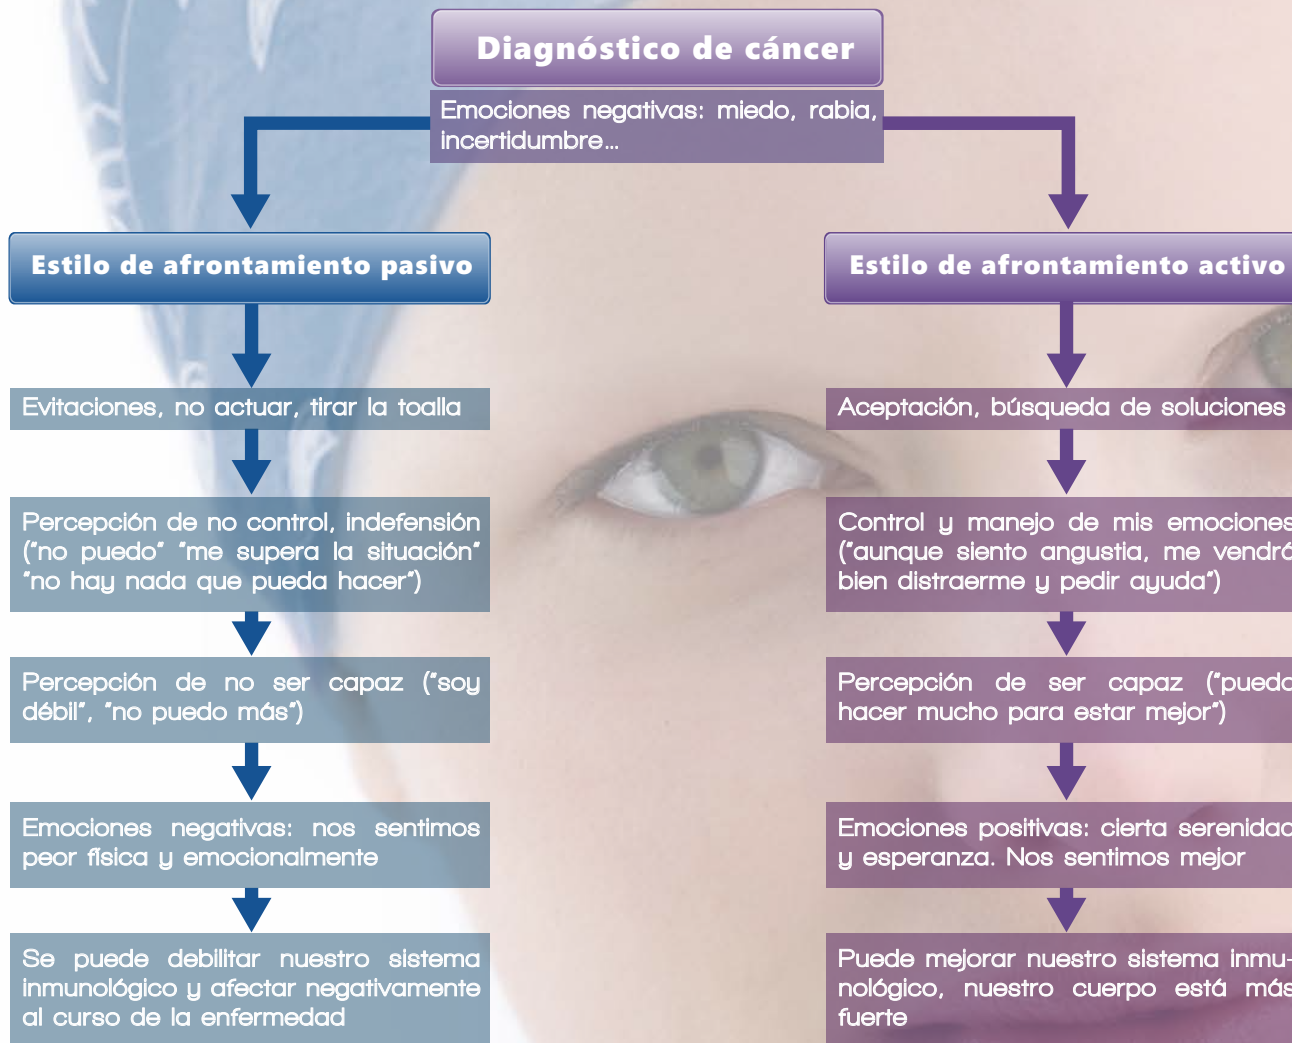 Diagnóstico de cáncer
Emociones negativas: miedo, rabia,
incertidumbre...
Estilo de afrontamiento pasivo
Evitaciones, no actuar, tirar la toalla
Percepción de no control, indefensión
("no puedo" "me supera la situación"
"no hay nada que pueda hacer")
Percepción de no ser capaz ("soy
débil", "no puedo más")
Emociones negativas: nos sentimos
peor física y emocionalmente
Se puede debilitar nuestro sistema
inmunológico y afectar negativamente
al curso de la enfermedad
Estilo de afrontamiento activo
Aceptación, búsqueda de soluciones
Control y manejo de mis emociones
("aunque siento angustia, me vendrá
bien distraerme y pedir ayuda")
Percepción de ser capaz ("puedo
hacer mucho para estar mejor")
Emociones positivas: cierta serenidad
y esperanza. Nos sentimos mejor
Puede mejorar nuestro sistema inmu-
nológico, nuestro cuerpo está más
fuerte